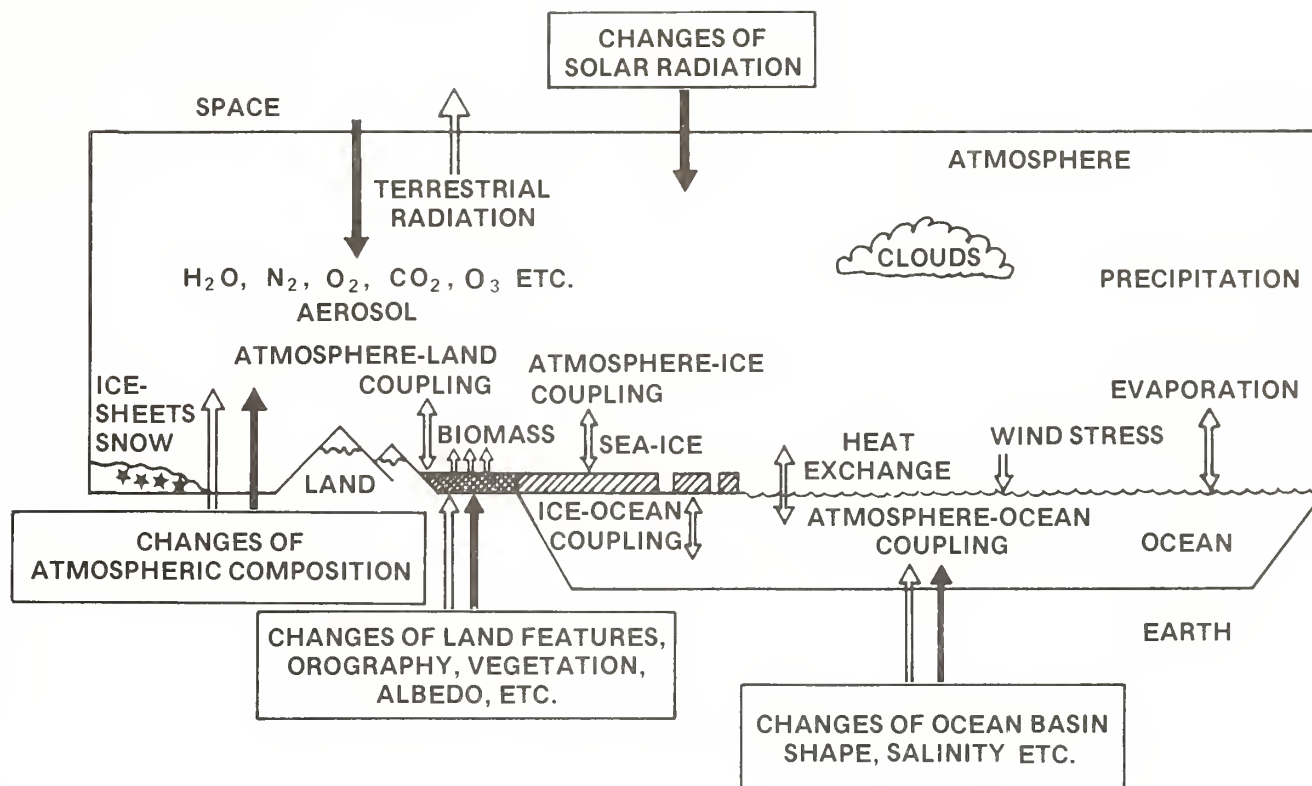 CHANGES OF
SOLAR RADIATION
SPACE
ATMOSPHERE
TERRESTRIAL
RADIATION
CLOUDS
H₂O, N₂, O₂, CO₂, O₃ ETC.
AEROSOL
PRECIPITATION
ATMOSPHERE-LAND
COUPLING
ATMOSPHERE-ICE
COUPLING
ICE-
SHEETS
SNOW
EVAPORATION
BIOMASS
SEA-ICE
HEAT
EXCHANGE
WIND STRESS
LAND
ICE-OCEAN
COUPLING
ATMOSPHERE-OCEAN
COUPLING
OCEAN
CHANGES OF
ATMOSPHERIC COMPOSITION
EARTH
CHANGES OF LAND FEATURES,
OROGRAPHY, VEGETATION,
ALBEDO, ETC.
CHANGES OF OCEAN BASIN
SHAPE, SALINITY ETC.